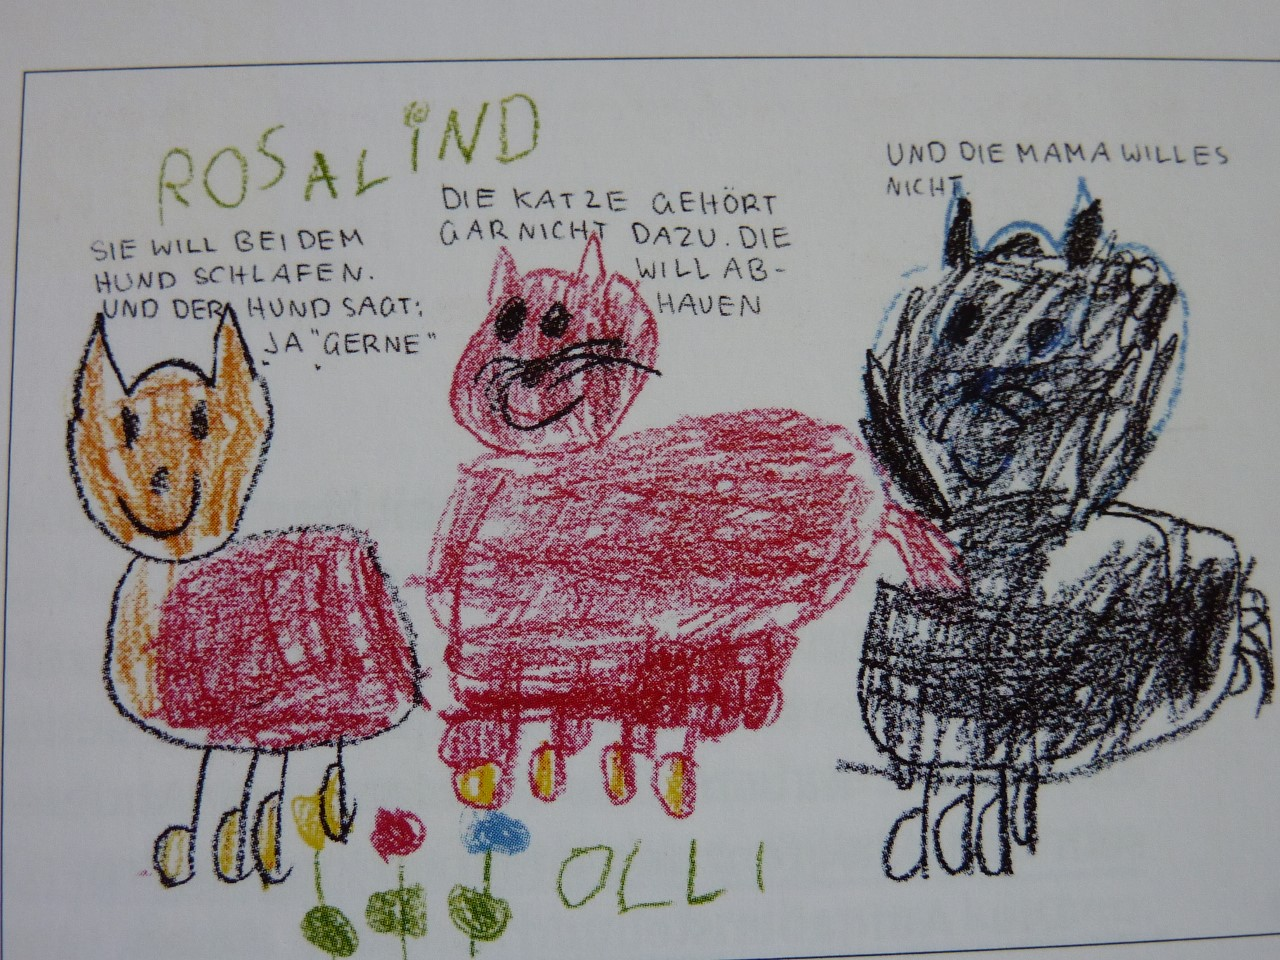 ROSALiND
SIE WILL BEI DEM
HUND SCHLAFEN.
UND DER HUND SAGT:
JA "GERNE"
DIE KATZE GEHÖRT
GARNICHT DAZU. DIE
WILL AB-
HAUEN
UND DIE MAMA WILL ES
NICHT.
OLLI